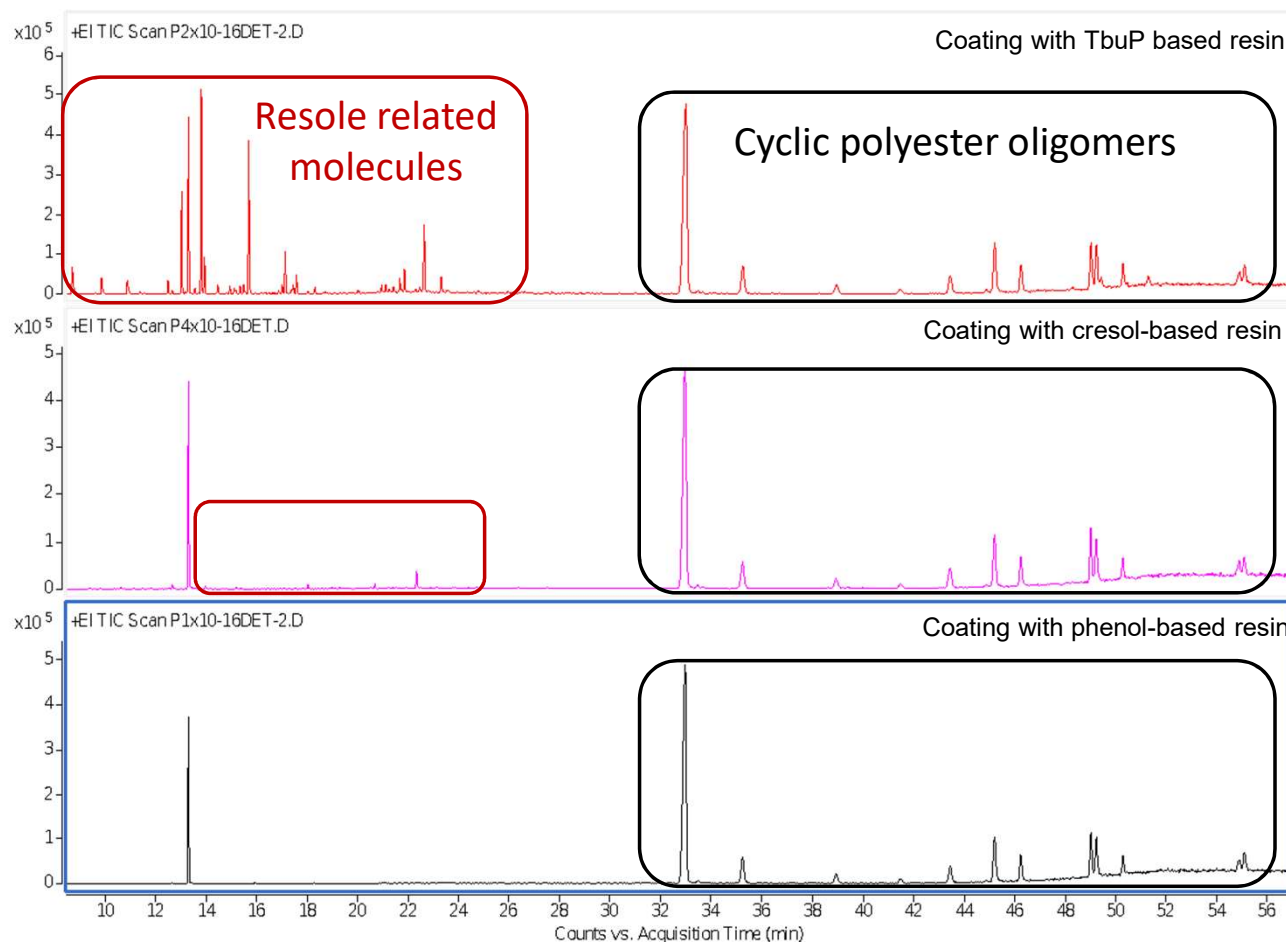 x10 5
+EI TIC Scan P2x10-16DET-2.D
Coating with TbuP based resin
6
5
4
3
2
1
0
Resole related
molecules
Cyclic polyester oligomers
x10 5
+EI TIC Scan P4x10-16DET.D
Coating with cresol-based resin
5
4
3
2
1
0
x10 5
+EI TIC Scan P1x10-16DET-2.D
Coating with phenol-based resin
5
4
3
2
1
0
10 12 14 16 18 20 22 24 26 28 30 32 34 36 38 40 42 44 46 48 50 52 54 56
Counts vs. Acquisition Time (min)